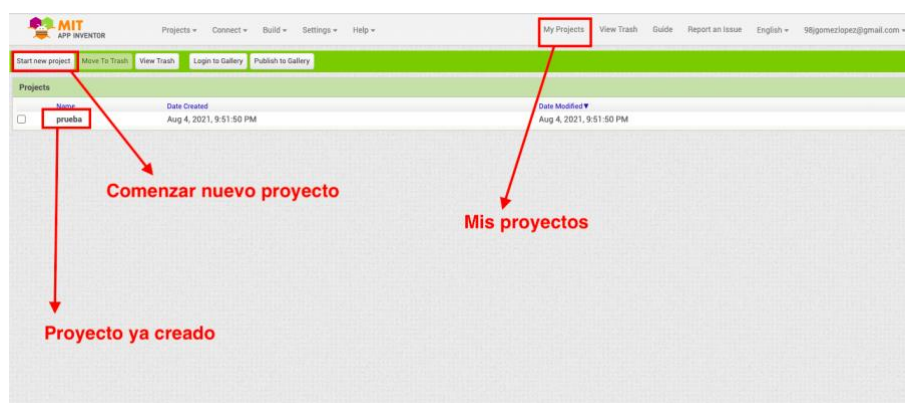 MIT
APP INVENTOR
Projects Connect Build Settings Help My Projects View Trash Guide Report an Issue English 98jgomezlopez@gmail.com
Start new project Move To Trash View Trash Login to Gallery Publish to Gallery
Projects
Name Date Created Date Modified
prueba Aug 4, 2021, 9:51:50 PM Aug 4, 2021, 9:51:50 PM
Comenzar nuevo proyecto
Mis proyectos
Proyecto ya creado